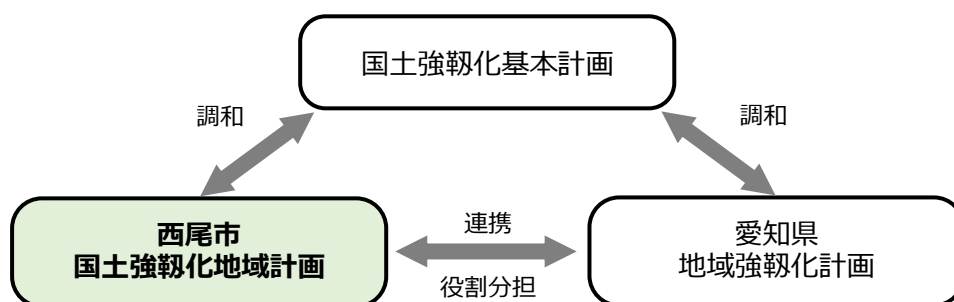 国土強靱化基本計画
調和
調和
西尾市
国土強靱化地域計画
連携
役割分担
愛知県
地域強靱化計画